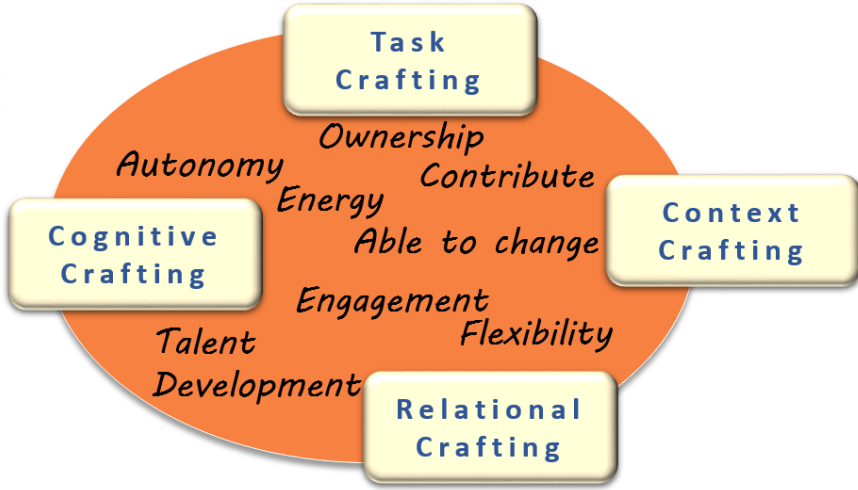 Task
Crafting
Ownership
Autonomy
Contribute
Energy
Context
Crafting
Cognitive
Crafting
Able to change
Engagement
Flexibility
Talent
Development
Relational
Crafting